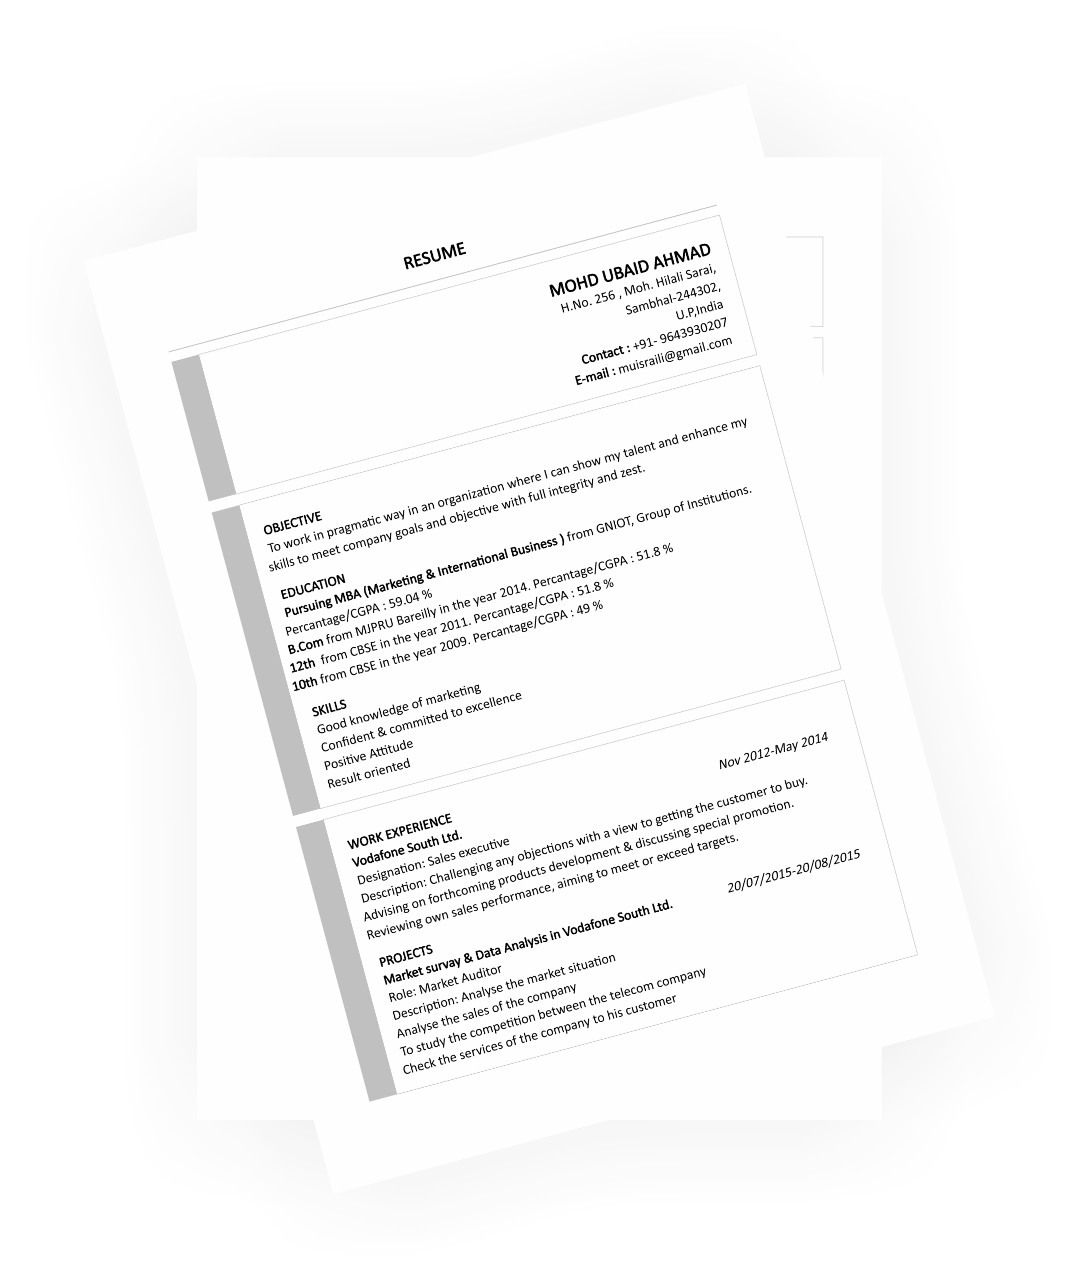 RESUME
MOHD UBAID AHMAD
H.No. 256 , Moh. Hilali Sarai,
Sambhal-244302,
U.P,India
Contact : +91- 9643930207
E-mail : muisraili@gmail.com
OBJECTIVE
To work in pragmatic way in an organization where I can show my talent and enhance my
skills to meet company goals and objective with full integrity and zest.
EDUCATION
Pursuing MBA (Marketing & International Business ) from GNIOT, Group of Institutions.
Percentage/CGPA : 59.04 %
B.Com from MJPRU Bareilly in the year 2014. Percantage/CGPA : 51.8 %
12th from CBSE in the year 2011. Percantage/CGPA : 51.8 %
10th from CBSE in the year 2009. Percantage/CGPA : 49 %
SKILLS
Good knowledge of marketing
Confident & committed to excellence
Positive Attitude
Result oriented
Nov 2012-May 2014
WORK EXPERIENCE
Vodafone South Ltd.
Designation: Sales executive
Description: Challenging any objections with a view to getting the customer to buy.
Advising on forthcoming products development & discussing special promotion.
Reviewing own sales performance, aiming to meet or exceed targets.
20/07/2015-20/08/2015
PROJECTS
Market survay & Data Analysis in Vodafone South Ltd.
Role: Market Auditor
Description: Analyse the market situation
Analyse the sales of the company
To study the competition between the telecom company
Check the services of the company to his customer